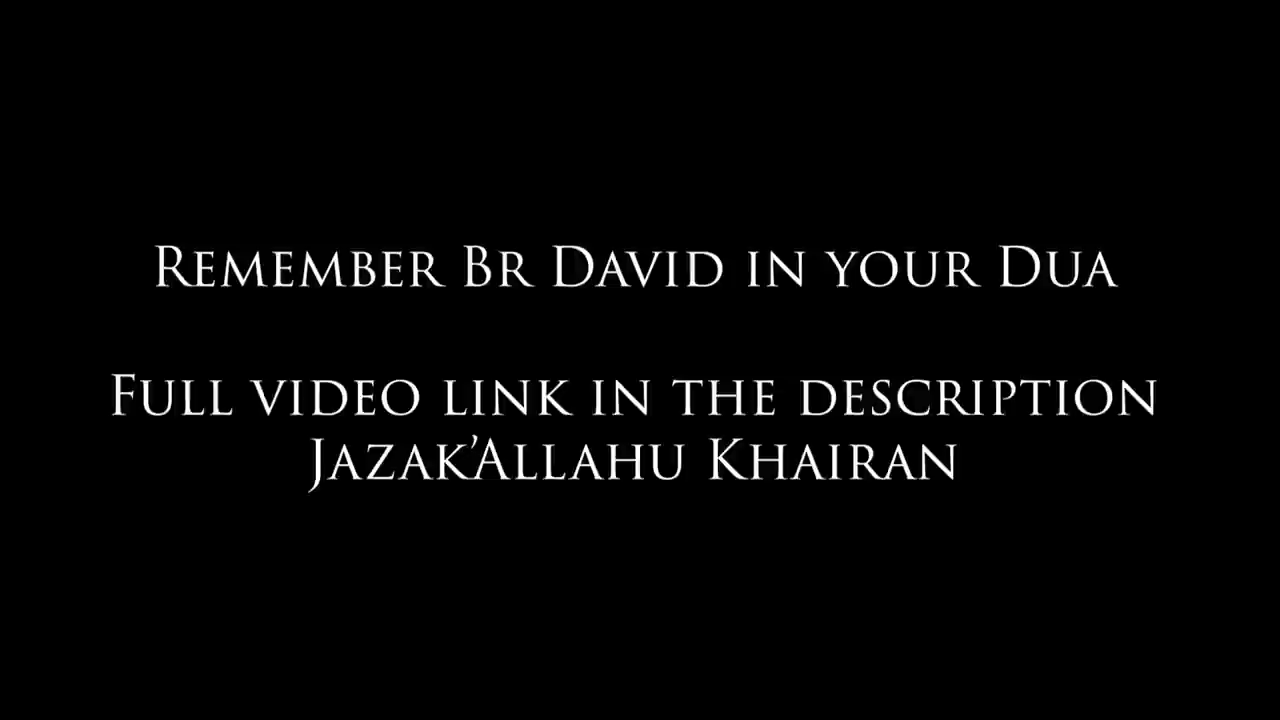 Remember Br David in your Dua
Full video link in the description
Jazak’Allahu Khairan